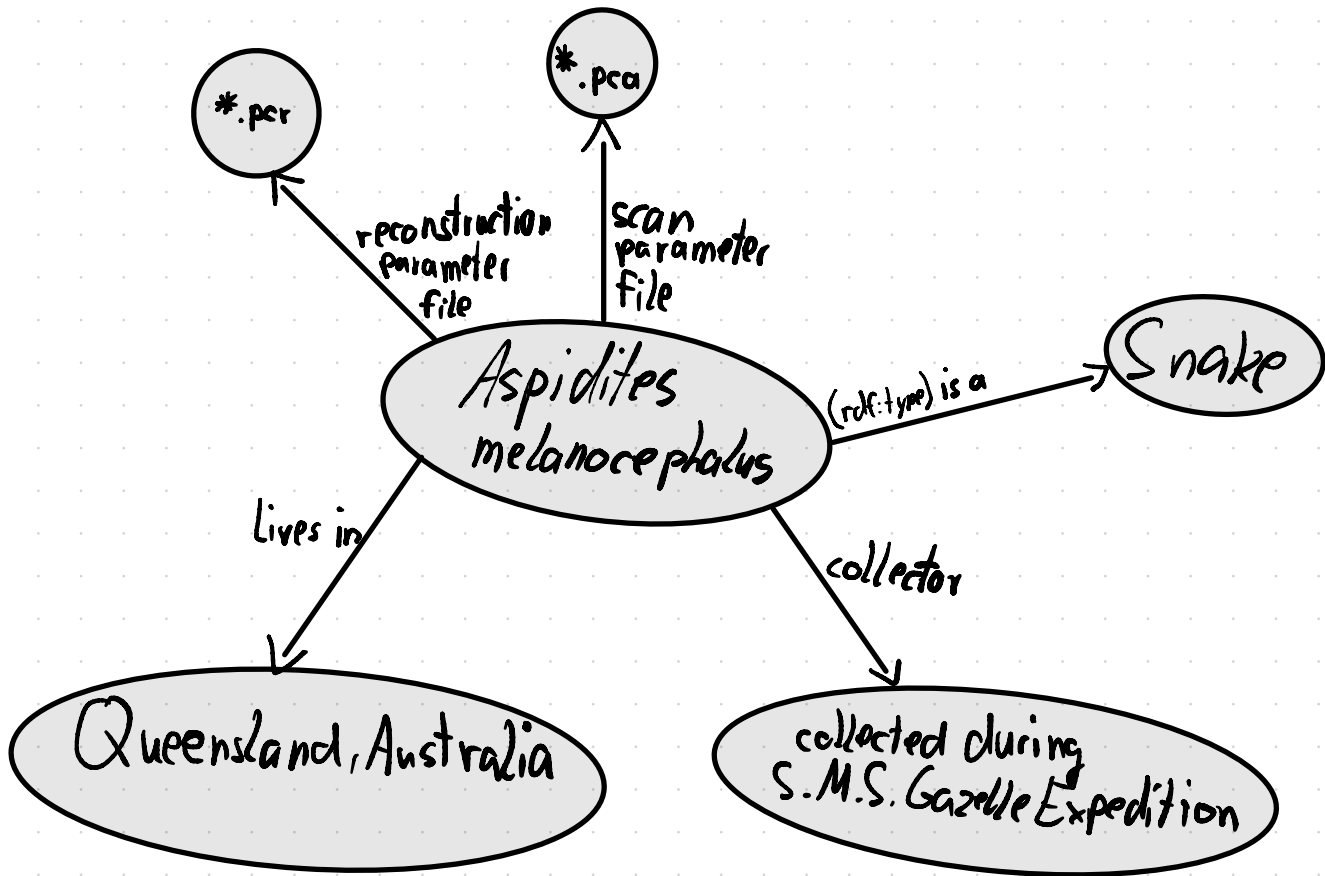 *.pcr
*.pca
reconstruction
parameter
file
scan
parameter
file
Aspidites
melanocephalus
(rdf:type) is a
Snake
Lives in
collector
Queensland, Australia
collected during
S.M.S. Gazelle Expedition